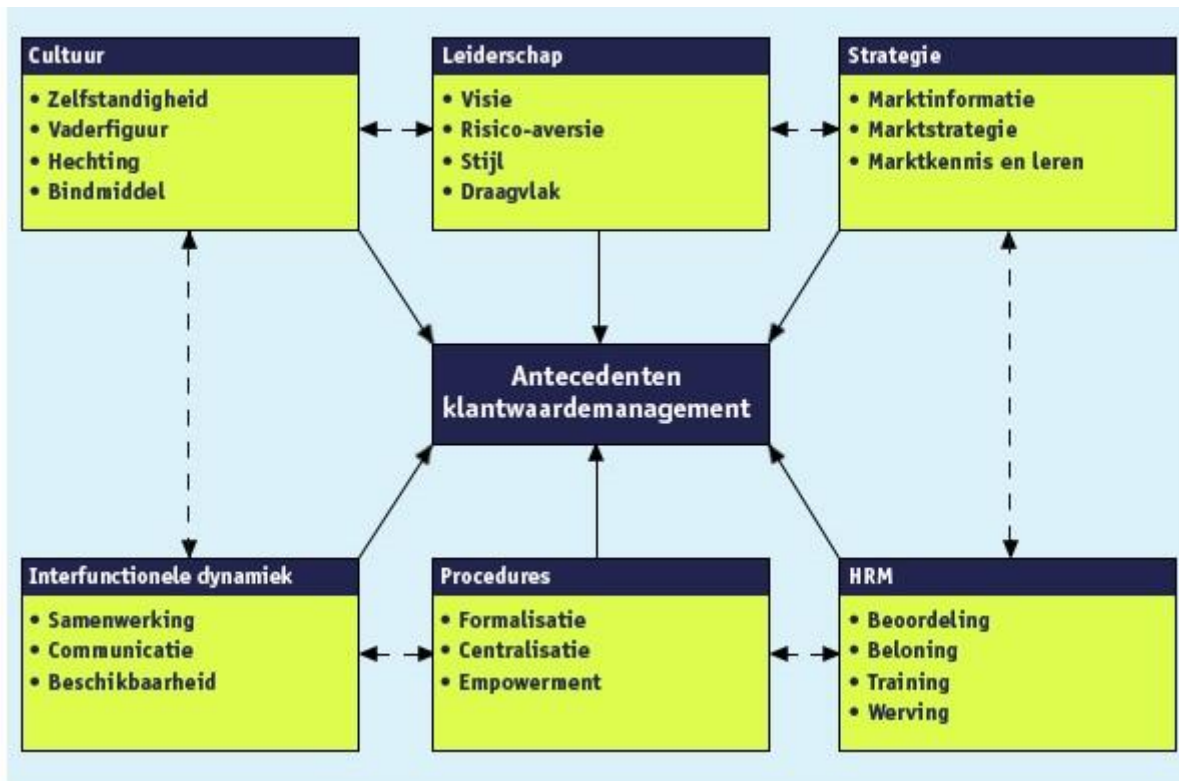 Cultuur
• Zelfstandigheid
• Vaderfiguur
• Hechting
• Bindmiddel
Leiderschap
• Visie
• Risico-aversie
• Stijl
• Draagvlak
Strategie
• Marktinformatie
• Marktstrategie
• Marktkennis en leren
Antecedenten
klantwaardemanagement
Interfunctionele dynamiek
• Samenwerking
• Communicatie
• Beschikbaarheid
Procedures
• Formalisatie
• Centralisatie
• Empowerment
HRM
• Beoordeling
• Beloning
• Training
• Werving